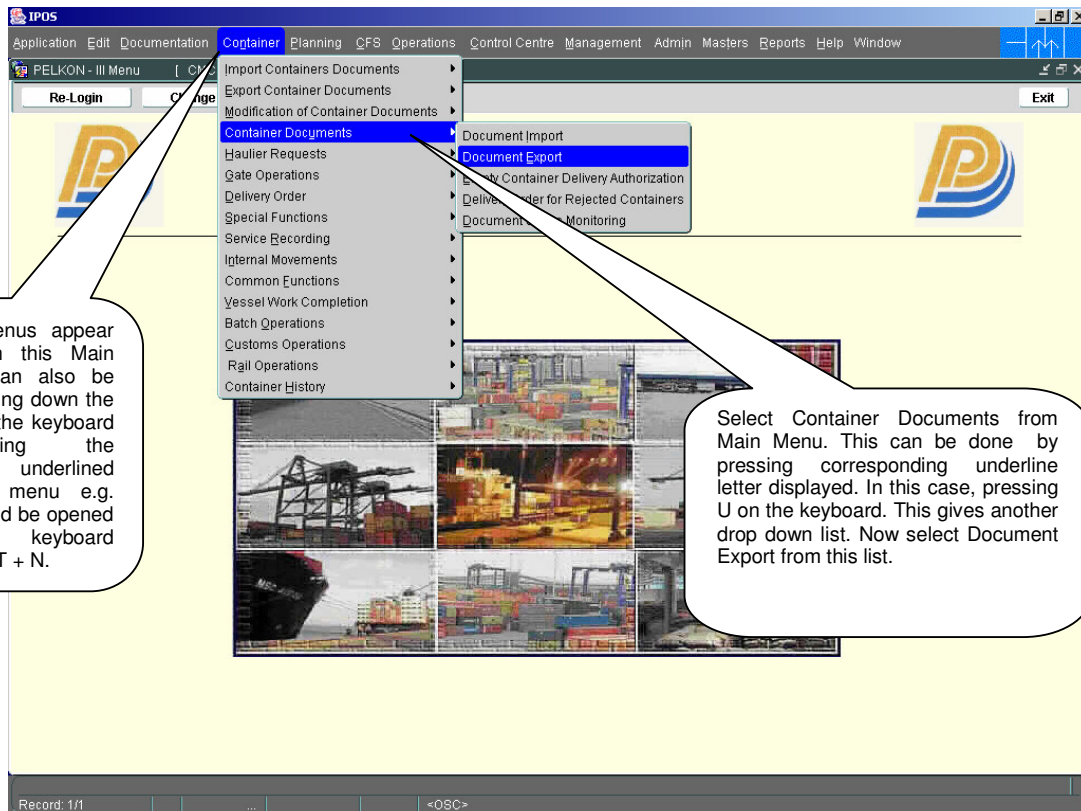 IPOS
Application Edit Documentation Container Planning CFS Operations Control Centre Management Admin Masters Reports Help Window
PELKON - III Menu [ CMC
Re-Login Change Exit
Import Containers Documents
Export Container Documents
Modification of Container Documents
Container Documents
Haulier Requests
Gate Operations
Delivery Order
Special Functions
Service Recording
Internal Movements
Common Functions
Vessel Work Completion
Batch Operations
Customs Operations
Rail Operations
Container History
Document Import
Document Export
Container Delivery Authorization
for Rejected Containers
Document Monitoring
enus appear
this Main
an also be
ing down the
the keyboard
ing the
underlined
menu e.g.
d be opened
keyboard
T + N.
Select Container Documents from
Main Menu. This can be done by
pressing corresponding underline
letter displayed. In this case, pressing
U on the keyboard. This gives another
drop down list. Now select Document
Export from this list.
Record: 1/1 ... <OSC>